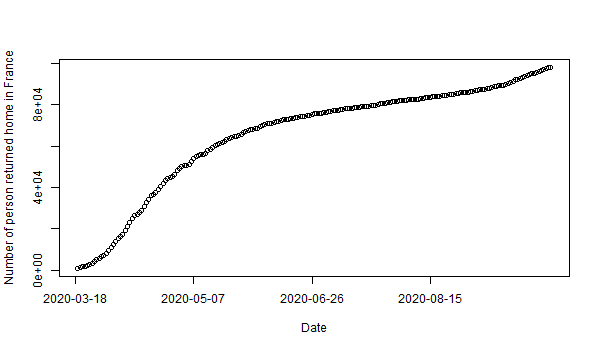 Number of person returned home in France
8e+04
4e+04
0e+00
2020-03-18 2020-05-07 2020-06-26 2020-08-15
Date